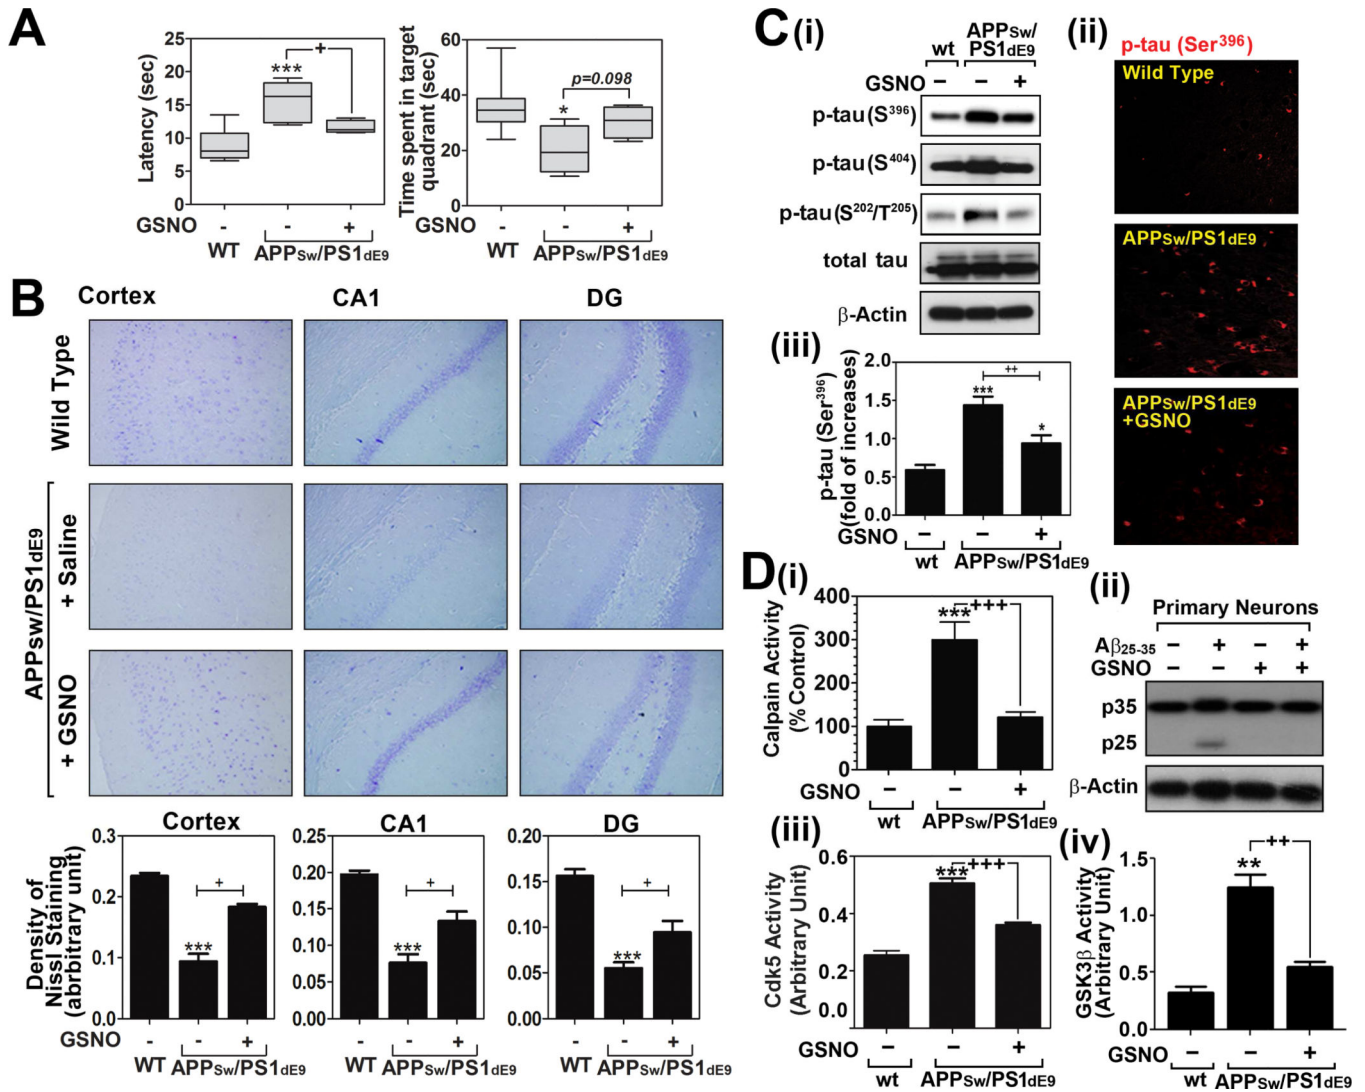 A
Latency (sec)
25
20
15
10
5
0
***
+
GSNO
-
-
+
WT
APPSw/PS1dE9
Time spent in target
quadrant (sec)
60
40
20
0
*
p=0.098
GSNO
-
-
+
WT
APPSw/PS1dE9
B
Cortex
CA1
DG
Wild Type
APPsw/PS1dE9
+ Saline
+ GSNO
Density of
Nissl Staining
(abrbitrary unit)
Cortex
0.3
0.2
0.1
0.0
***
+
CA1
0.20
0.15
0.10
0.05
0.00
***
+
DG
0.20
0.15
0.10
0.05
0.00
***
+
GSNO
-
-
+
-
-
+
-
-
+
WT
APPSw/PS1dE9
WT
APPSw/PS1dE9
WT
APPSw/PS1dE9
C
(i)
wt
APPSw/
PS1dE9
GSNO
−
−
+
p-tau(S396)
p-tau(S404)
p-tau(S202/T205)
total tau
β-Actin
(ii)
p-tau (Ser396)
Wild Type
APPSw/PS1dE9
APPSw/PS1dE9
+GSNO
(iii)
p-tau (Ser396)
(fold of increases)
2.0
1.5
1.0
0.5
0.0
***
++
*
GSNO
−
−
+
wt
APPSw/PS1dE9
D
(i)
Calpain Activity
(% Control)
400
300
200
100
0
***
+++
GSNO
−
−
+
wt
APPSw/PS1dE9
(ii)
Primary Neurons
Aβ25-35
−
+
−
+
GSNO
−
−
+
+
p35
p25
β-Actin
(iii)
Cdk5 Activity
(Arbitrary Unit)
0.6
0.4
0.2
0.0
***
+++
GSNO
−
−
+
wt
APPSw/PS1dE9
(iv)
GSK3β Activity
(Arbitrary Unit)
1.5
1.0
0.5
0.0
**
++
GSNO
−
−
+
wt
APPSw/PS1dE9